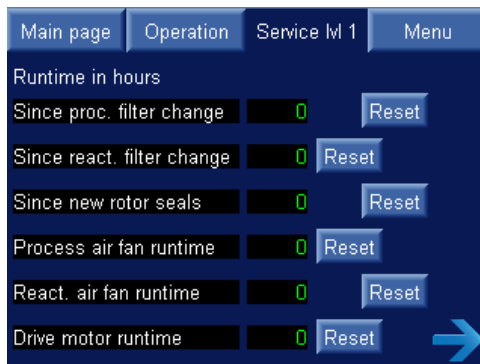 Main page Operation Service lvl 1 Menu
Runtime in hours
Since proc. filter change 0 Reset
Since react. filter change 0 Reset
Since new rotor seals 0 Reset
Process air fan runtime 0 Reset
React. air fan runtime 0 Reset
Drive motor runtime 0 Reset